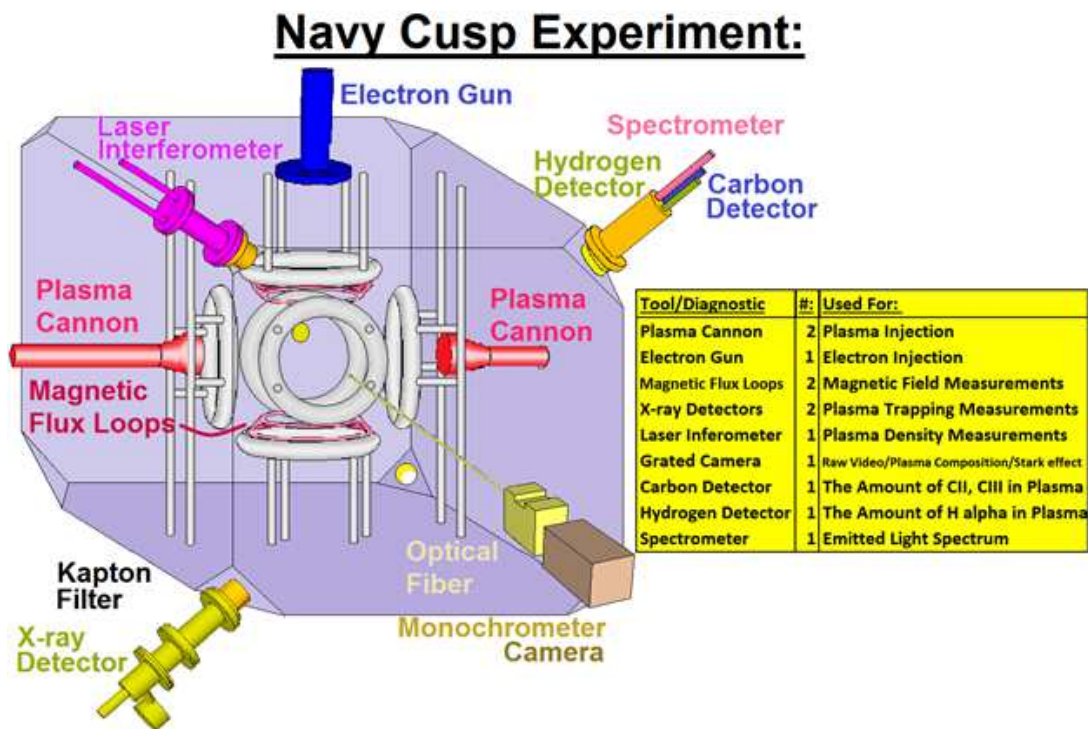 Navy Cusp Experiment:
Electron Gun
Laser
Interferometer
Spectrometer
Hydrogen
Detector
Carbon
Detector
Plasma
Cannon
Plasma
Cannon
Magnetic
Flux Loops
Kapton
Filter
X-ray
Detector
Optical
Fiber
Monochrometer
Camera
Tool/Diagnostic #: Used For:
Plasma Cannon 2 Plasma Injection
Electron Gun 1 Electron Injection
Magnetic Flux Loops 2 Magnetic Field Measurements
X-ray Detectors 2 Plasma Trapping Measurements
Laser Inferometer 1 Plasma Density Measurements
Grated Camera 1 Raw Video/Plasma Composition/Stark effect
Carbon Detector 1 The Amount of CII, CIII in Plasma
Hydrogen Detector 1 The Amount of H alpha in Plasma
Spectrometer 1 Emitted Light Spectrum